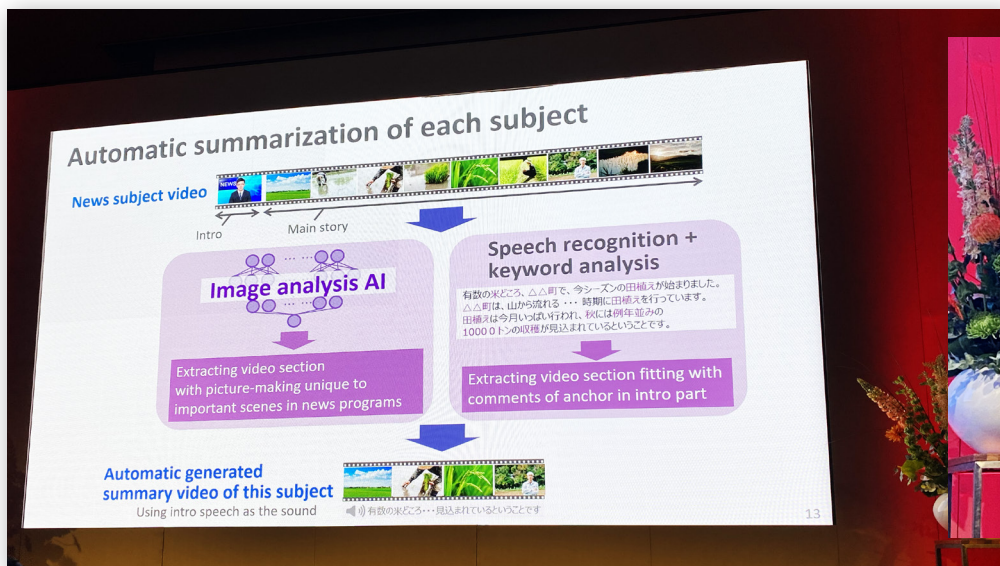 Automatic summarization of each subject
News subject video
NEWS
Intro
Main story
Image analysis AI
Extracting video section
with picture-making unique to
important scenes in news programs
Speech recognition +
keyword analysis
有数の米どころ、△△町で、今シーズンの田植えが始まりました。
△△町は、山から流れる・・・時期に田植えを行っています。
田植えは今月いっぱい行われ、秋には例年並みの
10000トンの収穫が見込まれているということです。
Extracting video section fitting with
comments of anchor in intro part
Automatic generated
summary video of this subject
Using intro speech as the sound
有数の米どころ・・・見込まれているということです
13